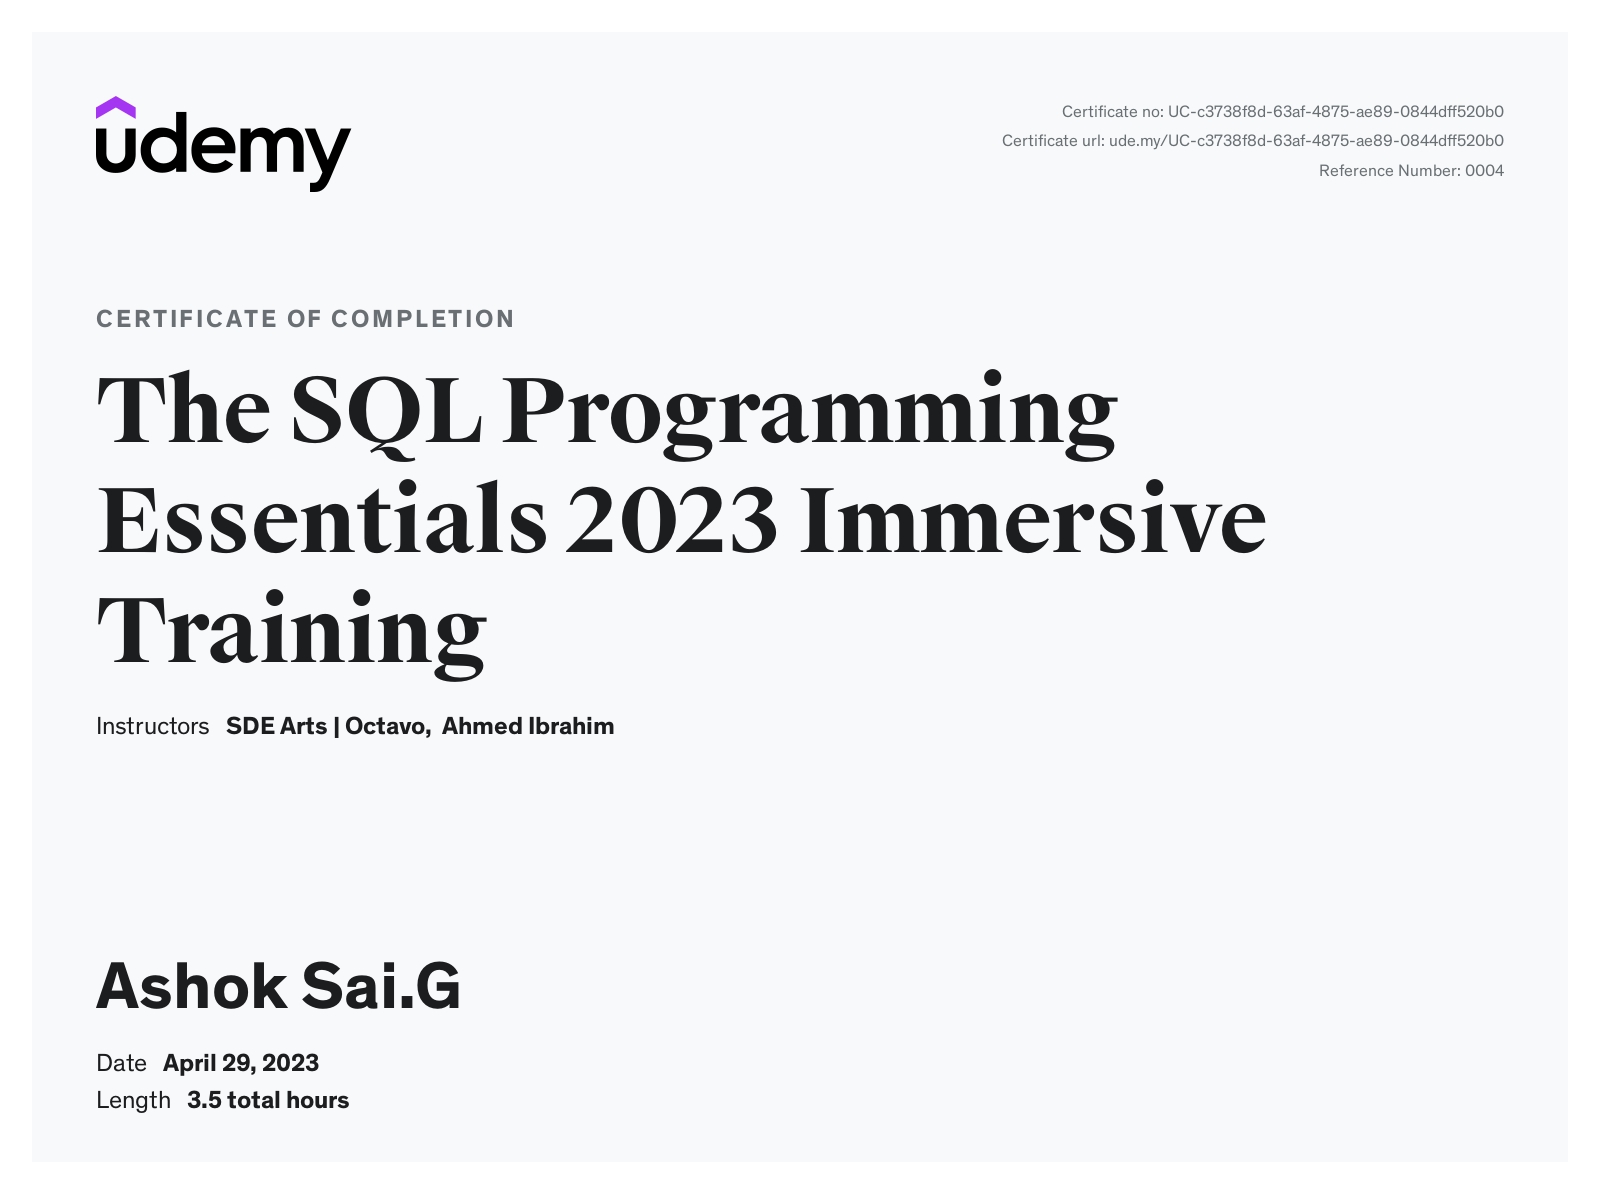 udemy
Certificate no: UC-c3738f8d-63af-4875-ae89-0844dff520b0
Certificate url: ude.my/UC-c3738f8d-63af-4875-ae89-0844dff520b0
Reference Number: 0004
CERTIFICATE OF COMPLETION
The SQL Programming
Essentials 2023 Immersive
Training
Instructors SDE Arts | Octavo, Ahmed Ibrahim
Ashok Sai.G
Date April 29, 2023
Length 3.5 total hours